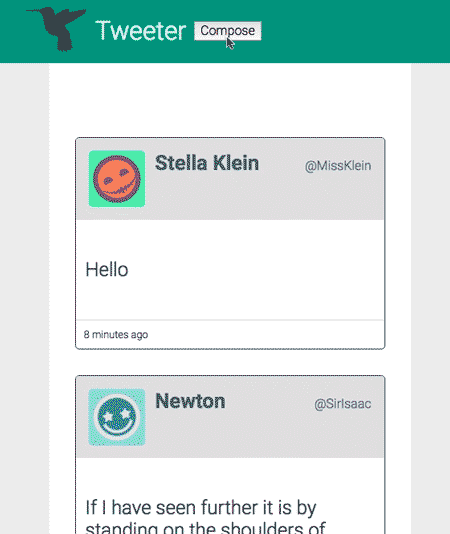 Tweeter Compose
Stella Klein @MissKlein
Hello
8 minutes ago
Newton @SirIsaac
If I have seen further it is by
standing on the shoulders of